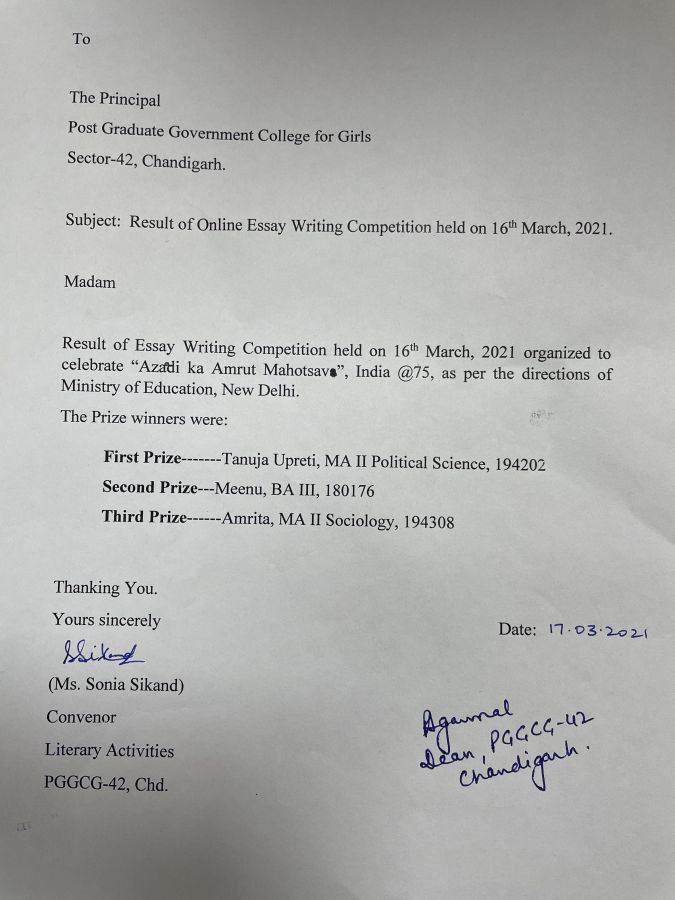 To
The Principal
Post Graduate Government College for Girls
Sector-42, Chandigarh.
Subject: Result of Online Essay Writing Competition held on 16th March, 2021.
Madam
Result of Essay Writing Competition held on 16th March, 2021 organized to
celebrate “Azadi ka Amrut Mahotsava”, India @75, as per the directions of
Ministry of Education, New Delhi.
The Prize winners were:
First Prize-------Tanuja Upreti, MA II Political Science, 194202
Second Prize---Meenu, BA III, 180176
Third Prize------Amrita, MA II Sociology, 194308
Thanking You.
Yours sincerely
Date: 17.03.2021
SSikand
(Ms. Sonia Sikand)
Convenor
Literary Activities
PGGCG-42, Chd.
Agarwal
Dean, PGGCG-42
Chandigarh.